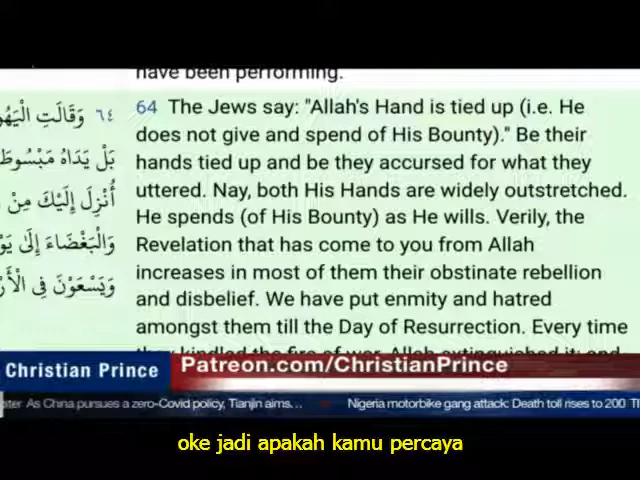 have been performing.
64 The Jews say: "Allah's Hand is tied up (i.e. He
٦٤ وَقَالَتِ
does not give and spend of His Bounty)." Be their
hands tied up and be they accursed for what they
بَلْ يَدَاهُ
uttered. Nay, both His Hands are widely outstretched.
أُنْزِلَ إِلَيْكَ مِنْ
He spends (of His Bounty) as He wills. Verily, the
Revelation that has come to you from Allah
وَالْبَغْضَاءَ إِلَىٰ
increases in most of them their obstinate rebellion
وَيَسْعَوْنَ فِي
and disbelief. We have put enmity and hatred
amongst them till the Day of Resurrection. Every time
Christian Prince
Patreon.com/ChristianPrince
As China pursues a zero-Covid policy, Tianjin aims...
Nigeria motorbike gang attack: Death toll rises to 200
oke jadi apakah kamu percaya